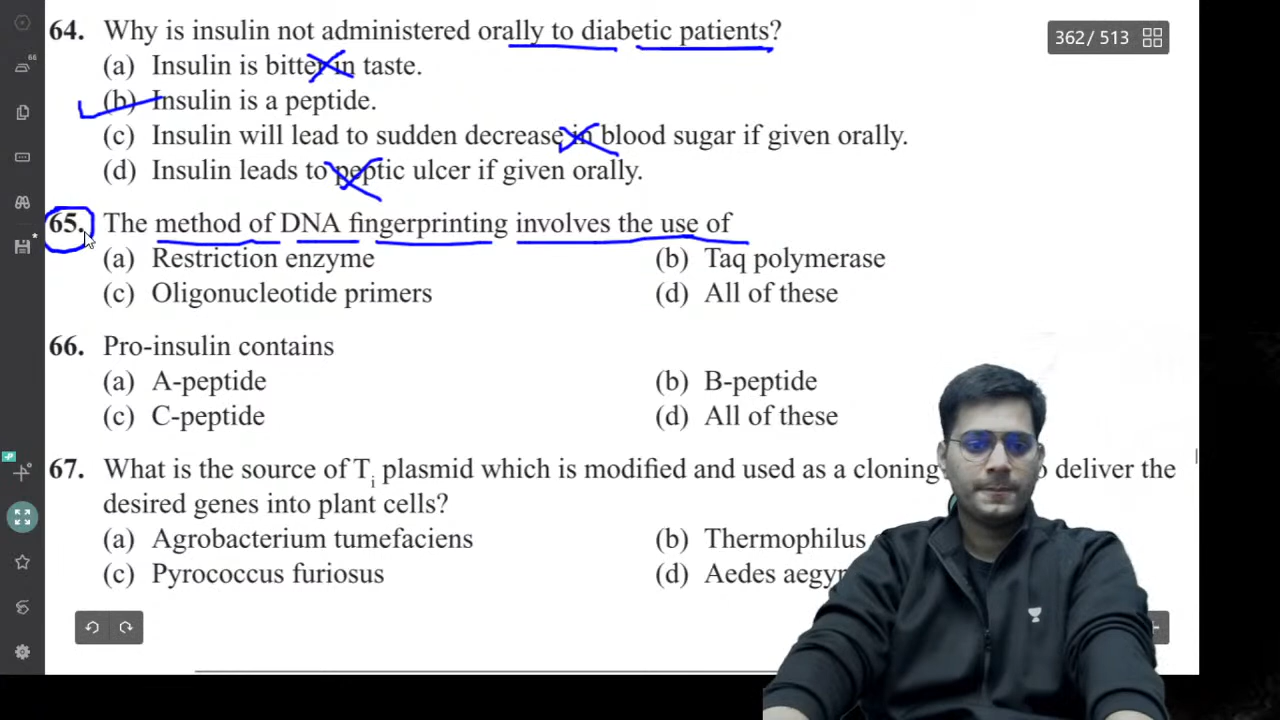 64. Why is insulin not administered orally to diabetic patients?
362 / 513
(a) Insulin is bitter in taste.
(b) Insulin is a peptide.
(c) Insulin will lead to sudden decrease in blood sugar if given orally.
(d) Insulin leads to peptic ulcer if given orally.
65. The method of DNA fingerprinting involves the use of
(a) Restriction enzyme (b) Taq polymerase
(c) Oligonucleotide primers (d) All of these
66. Pro-insulin contains
(a) A-peptide (b) B-peptide
(c) C-peptide (d) All of these
67. What is the source of Ti plasmid which is modified and used as a cloning deliver the
desired genes into plant cells?
(a) Agrobacterium tumefaciens (b) Thermophilus
(c) Pyrococcus furiosus (d) Aedes